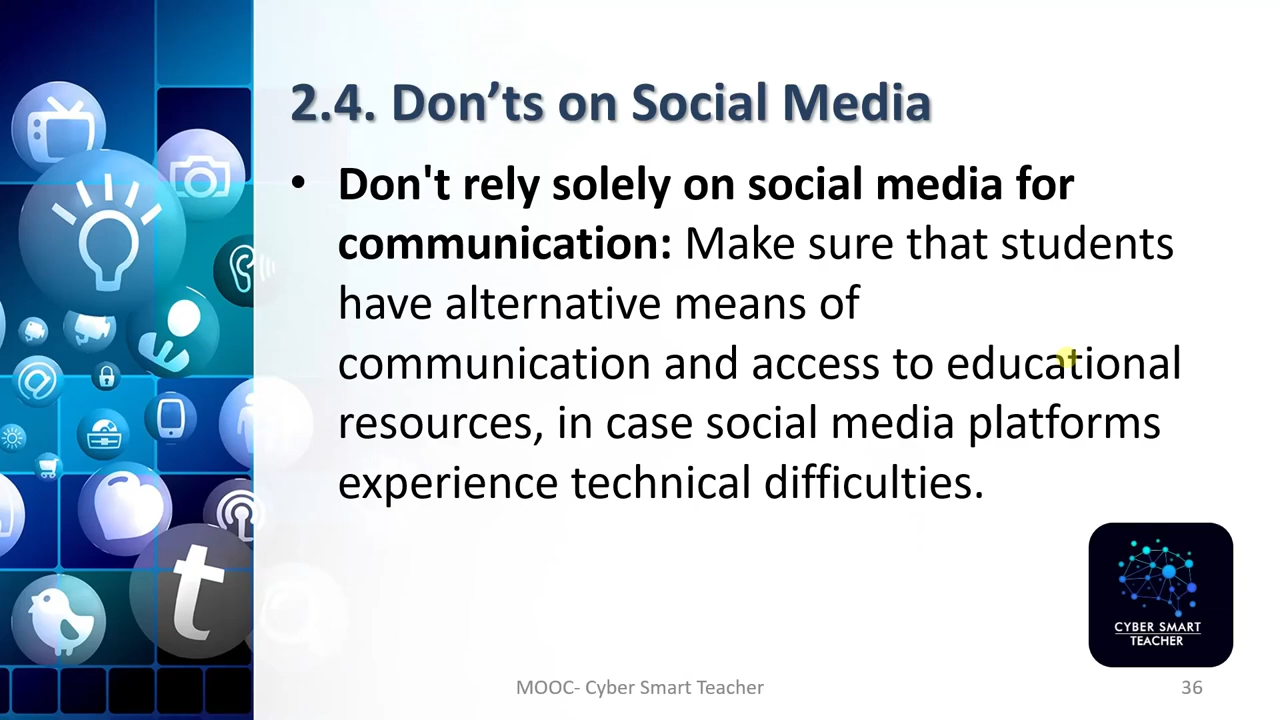 2.4. Don’ts on Social Media
• Don't rely solely on social media for
communication: Make sure that students
have alternative means of
communication and access to educational
resources, in case social media platforms
experience technical difficulties.
t
CYBER SMART
TEACHER
MOOC- Cyber Smart Teacher
36